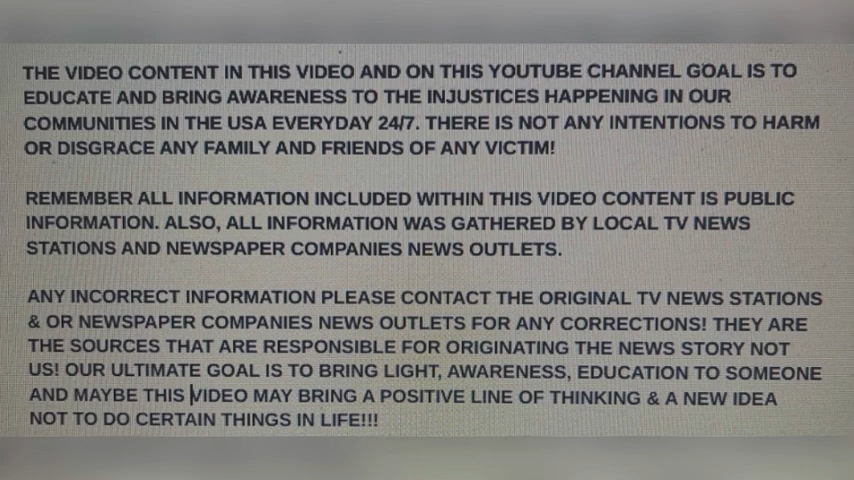 THE VIDEO CONTENT IN THIS VIDEO AND ON THIS YOUTUBE CHANNEL GOAL IS TO
EDUCATE AND BRING AWARENESS TO THE INJUSTICES HAPPENING IN OUR
COMMUNITIES IN THE USA EVERYDAY 24/7. THERE IS NOT ANY INTENTIONS TO HARM
OR DISGRACE ANY FAMILY AND FRIENDS OF ANY VICTIM!
REMEMBER ALL INFORMATION INCLUDED WITHIN THIS VIDEO CONTENT IS PUBLIC
INFORMATION. ALSO, ALL INFORMATION WAS GATHERED BY LOCAL TV NEWS
STATIONS AND NEWSPAPER COMPANIES NEWS OUTLETS.
ANY INCORRECT INFORMATION PLEASE CONTACT THE ORIGINAL TV NEWS STATIONS
& OR NEWSPAPER COMPANIES NEWS OUTLETS FOR ANY CORRECTIONS! THEY ARE
THE SOURCES THAT ARE RESPONSIBLE FOR ORIGINATING THE NEWS STORY NOT
US! OUR ULTIMATE GOAL IS TO BRING LIGHT, AWARENESS, EDUCATION TO SOMEONE
AND MAYBE THIS VIDEO MAY BRING A POSITIVE LINE OF THINKING & A NEW IDEA
NOT TO DO CERTAIN THINGS IN LIFE!!!